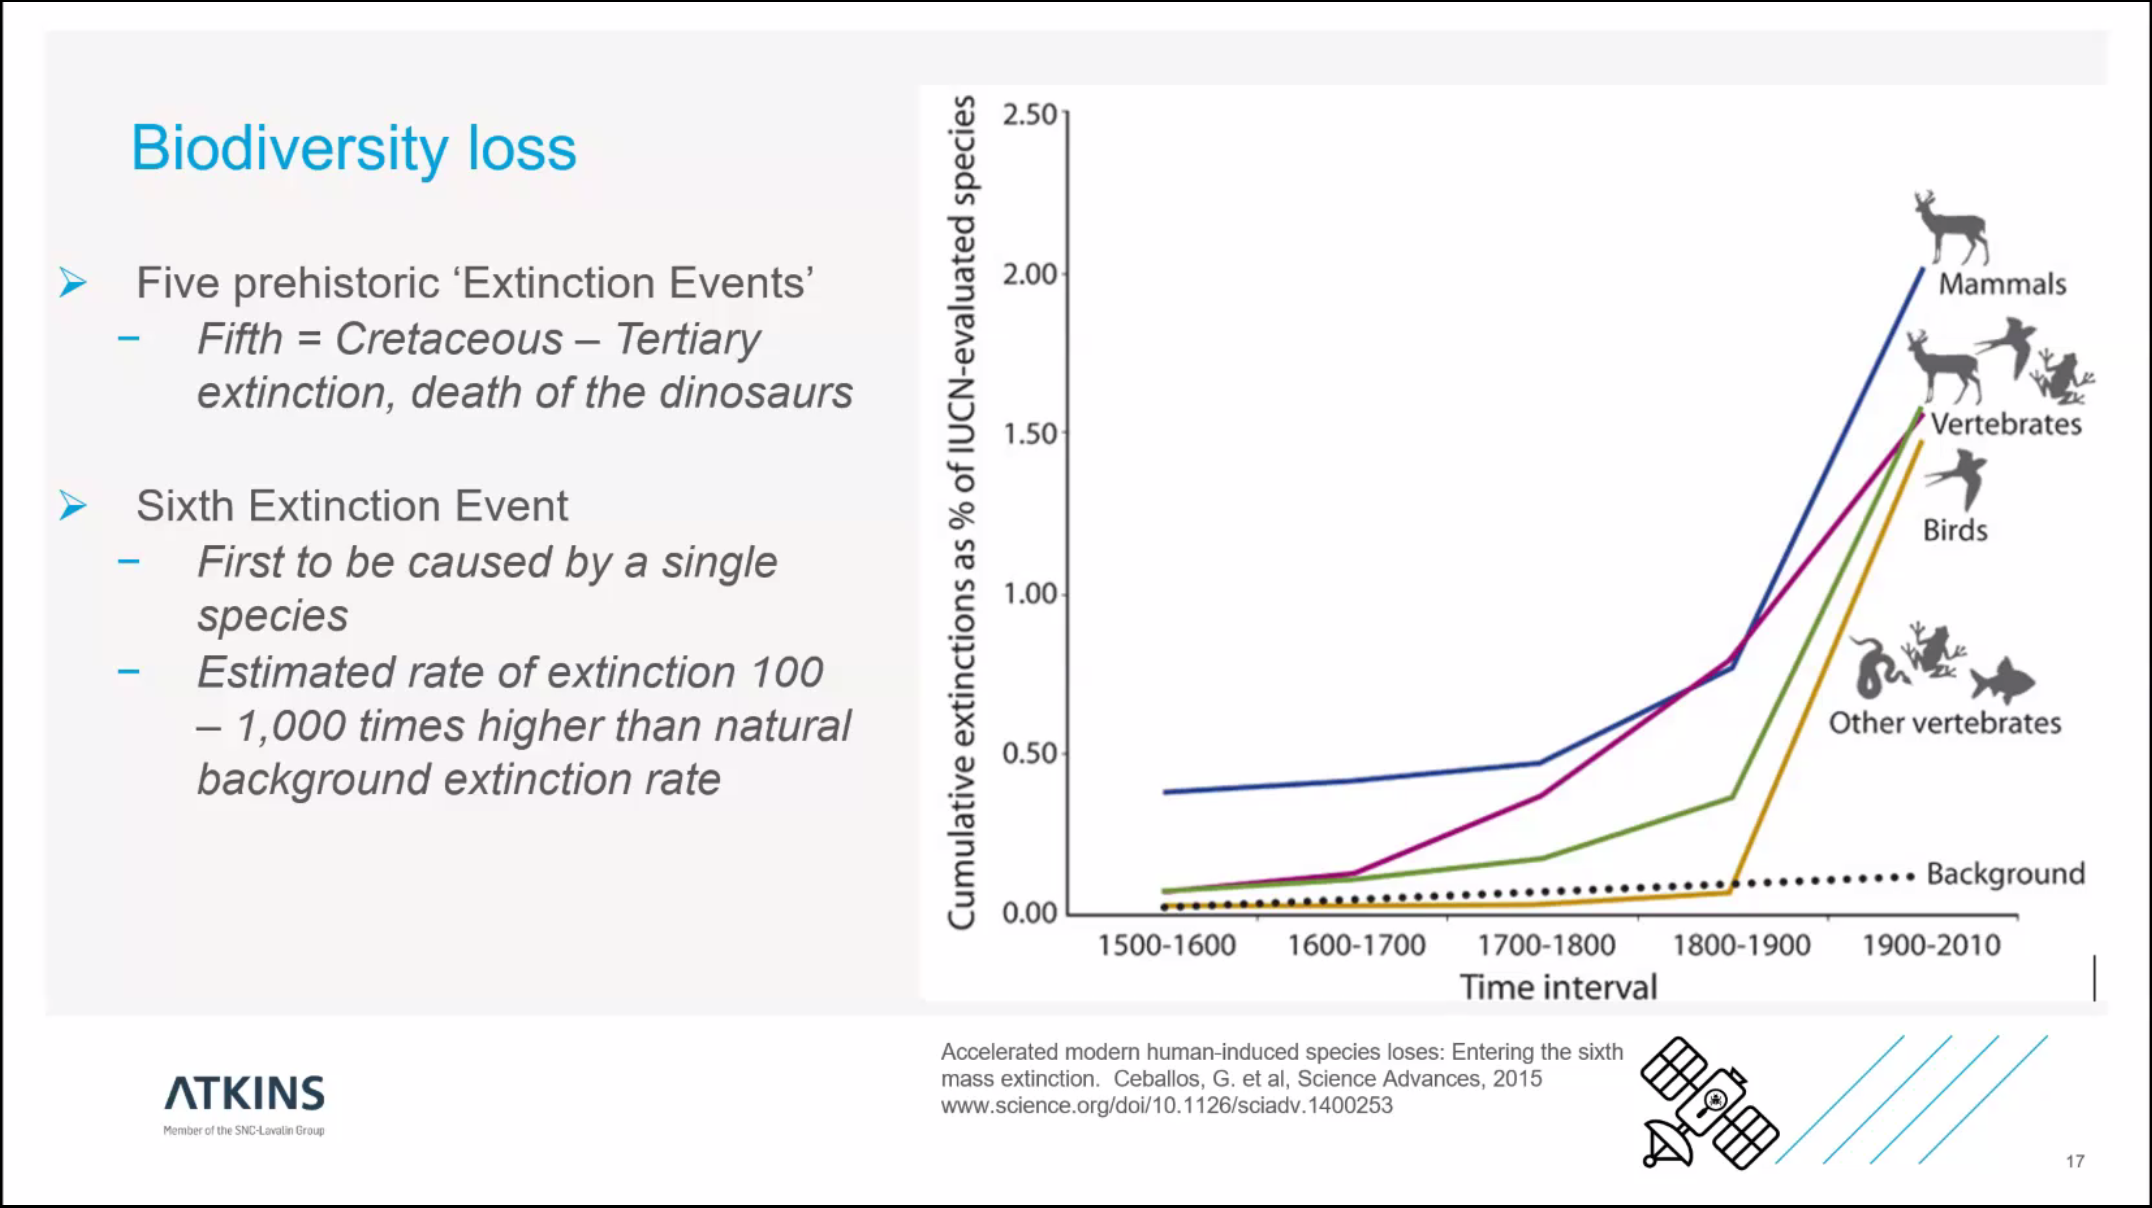 Biodiversity loss
Five prehistoric ‘Extinction Events’
Fifth = Cretaceous – Tertiary
extinction, death of the dinosaurs
Sixth Extinction Event
First to be caused by a single
species
Estimated rate of extinction 100
– 1,000 times higher than natural
background extinction rate
Cumulative extinctions as % of IUCN-evaluated species
2.50
2.00
1.50
1.00
0.50
0.00
Mammals
Vertebrates
Birds
Other vertebrates
Background
1500-1600 1600-1700 1700-1800 1800-1900 1900-2010
Time interval
Accelerated modern human-induced species loses: Entering the sixth
mass extinction. Ceballos, G. et al, Science Advances, 2015
www.science.org/doi/10.1126/sciadv.1400253
ATKINS
Member of the SNC-Lavalin Group
17